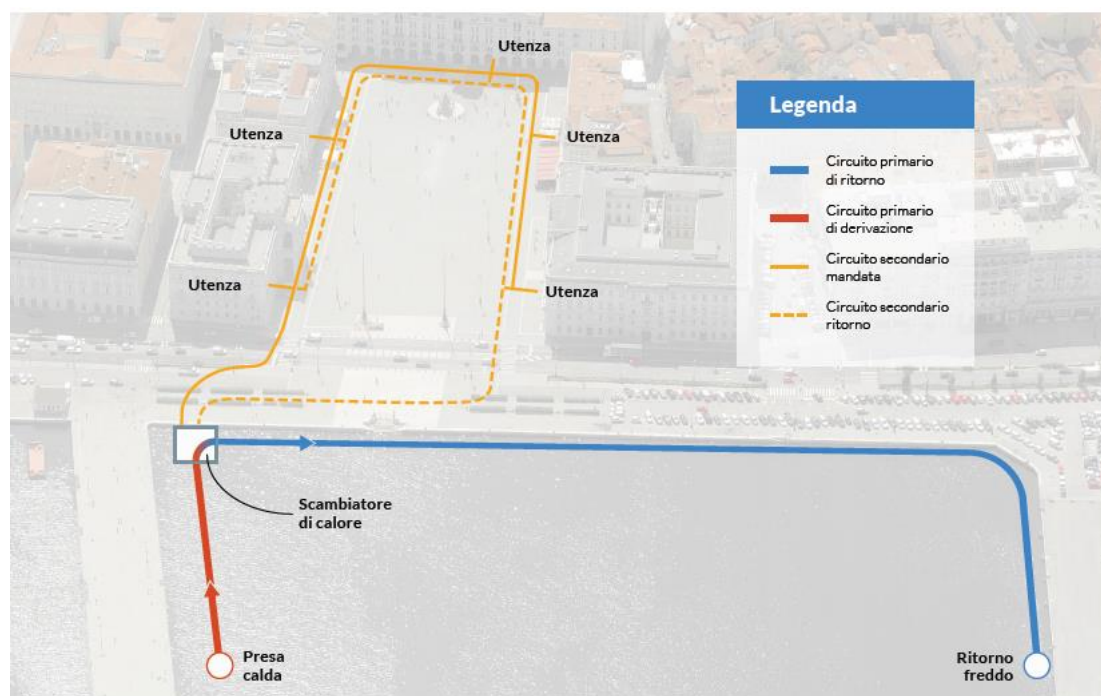 Utenza
Utenza
Utenza
Utenza
Utenza
Legenda
Circuito primario
di ritorno
Circuito primario
di derivazione
Circuito secondario
mandata
Circuito secondario
ritorno
Scambiatore
di calore
Presa
calda
Ritorno
freddo